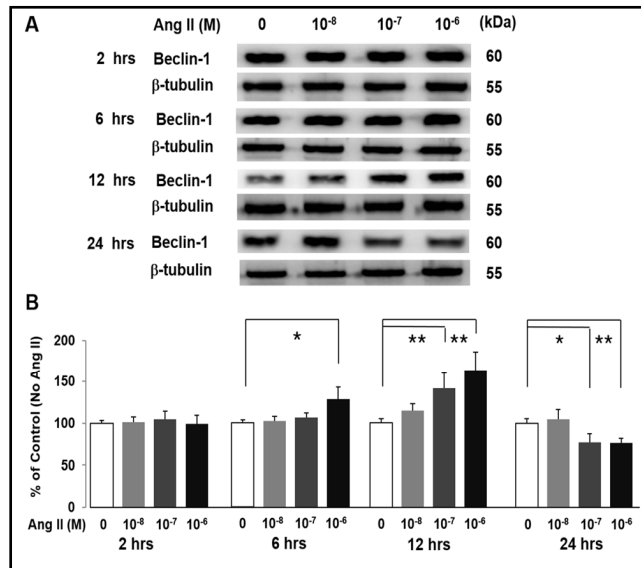 A Ang II (M) 0 10⁻⁸ 10⁻⁷ 10⁻⁶ (kDa)
2 hrs Beclin-1 60
β-tubulin 55
6 hrs Beclin-1 60
β-tubulin 55
12 hrs Beclin-1 60
β-tubulin 55
24 hrs Beclin-1 60
β-tubulin 55
B
% of Control (No Ang II)
200
150
100
50
0
* ** ** * **
Ang II (M) 0 10⁻⁸ 10⁻⁷ 10⁻⁶ 0 10⁻⁸ 10⁻⁷ 10⁻⁶ 0 10⁻⁸ 10⁻⁷ 10⁻⁶ 0 10⁻⁸ 10⁻⁷ 10⁻⁶
2 hrs 6 hrs 12 hrs 24 hrs